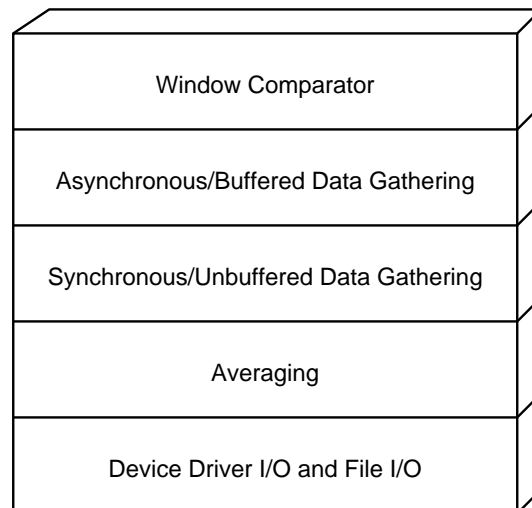 Window Comparator
Asynchronous/Buffered Data Gathering
Synchronous/Unbuffered Data Gathering
Averaging
Device Driver I/O and File I/O